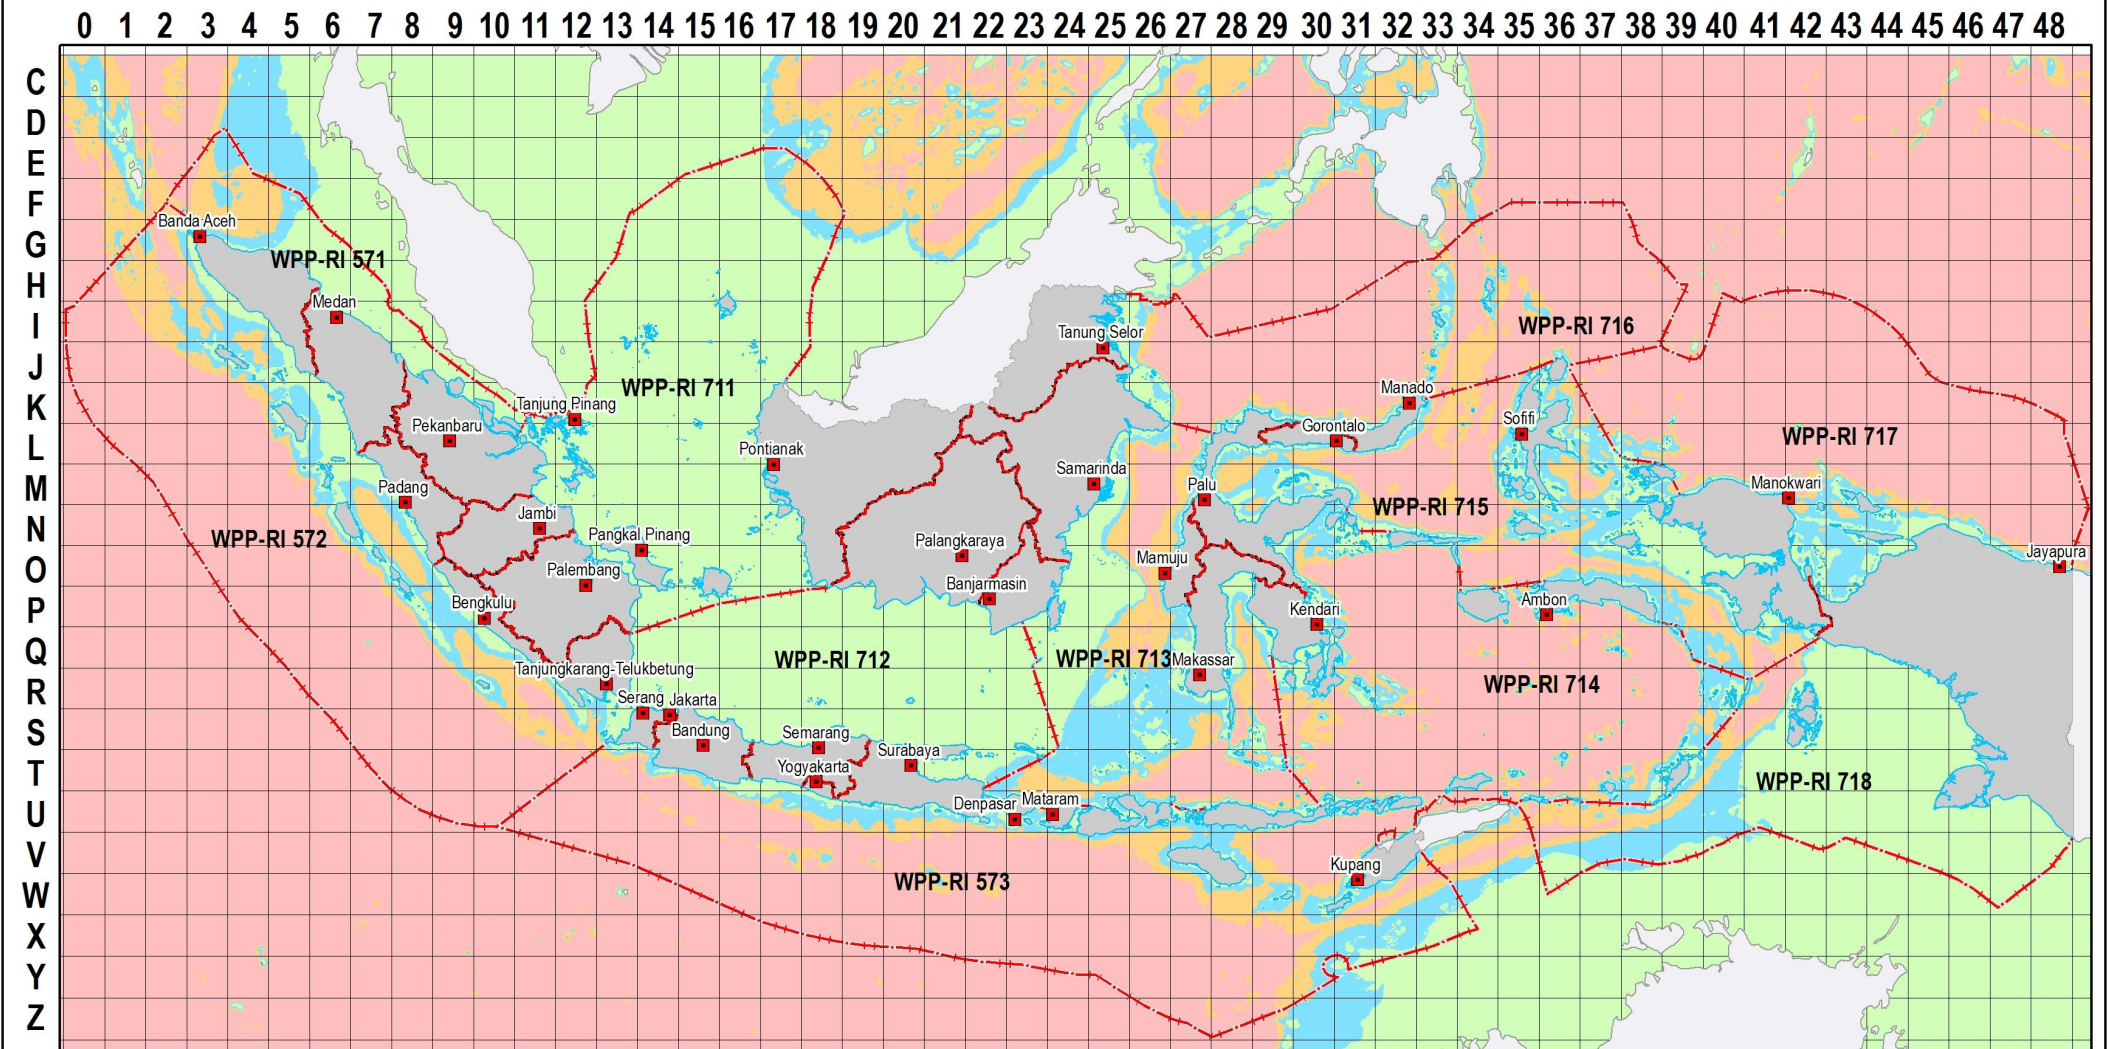 0 1 2 3 4 5 6 7 8 9 10 11 12 13 14 15 16 17 18 19 20 21 22 23 24 25 26 27 28 29 30 31 32 33 34 35 36 37 38 39 40 41 42 43 44 45 46 47 48
C
D
E
F
Banda Aceh
G
WPP-RI 571
H
Medan
I
WPP-RI 716
Tanung Selor
J
WPP-RI 711
Manado
K
Tanjung Pinang
Sofifi
Pekanbaru
Gorontalo
WPP-RI 717
L
Pontianak
Samarinda
M
Padang
Palu
Manokwari
WPP-RI 715
Jambi
N
Pangkal Pinang
WPP-RI 572
Palangkaraya
Jayapura
Mamuju
O
Palembang
Banjarmasin
Bengkulu
Ambon
P
Kendari
Q
WPP-RI 712
WPP-RI 713
Makassar
Tanjungkarang-Telukbetung
R
WPP-RI 714
Serang
Jakarta
S
Bandung
Semarang
Surabaya
T
Yogyakarta
WPP-RI 718
Denpasar
Mataram
U
V
Kupang
WPP-RI 573
W
X
Y
Z